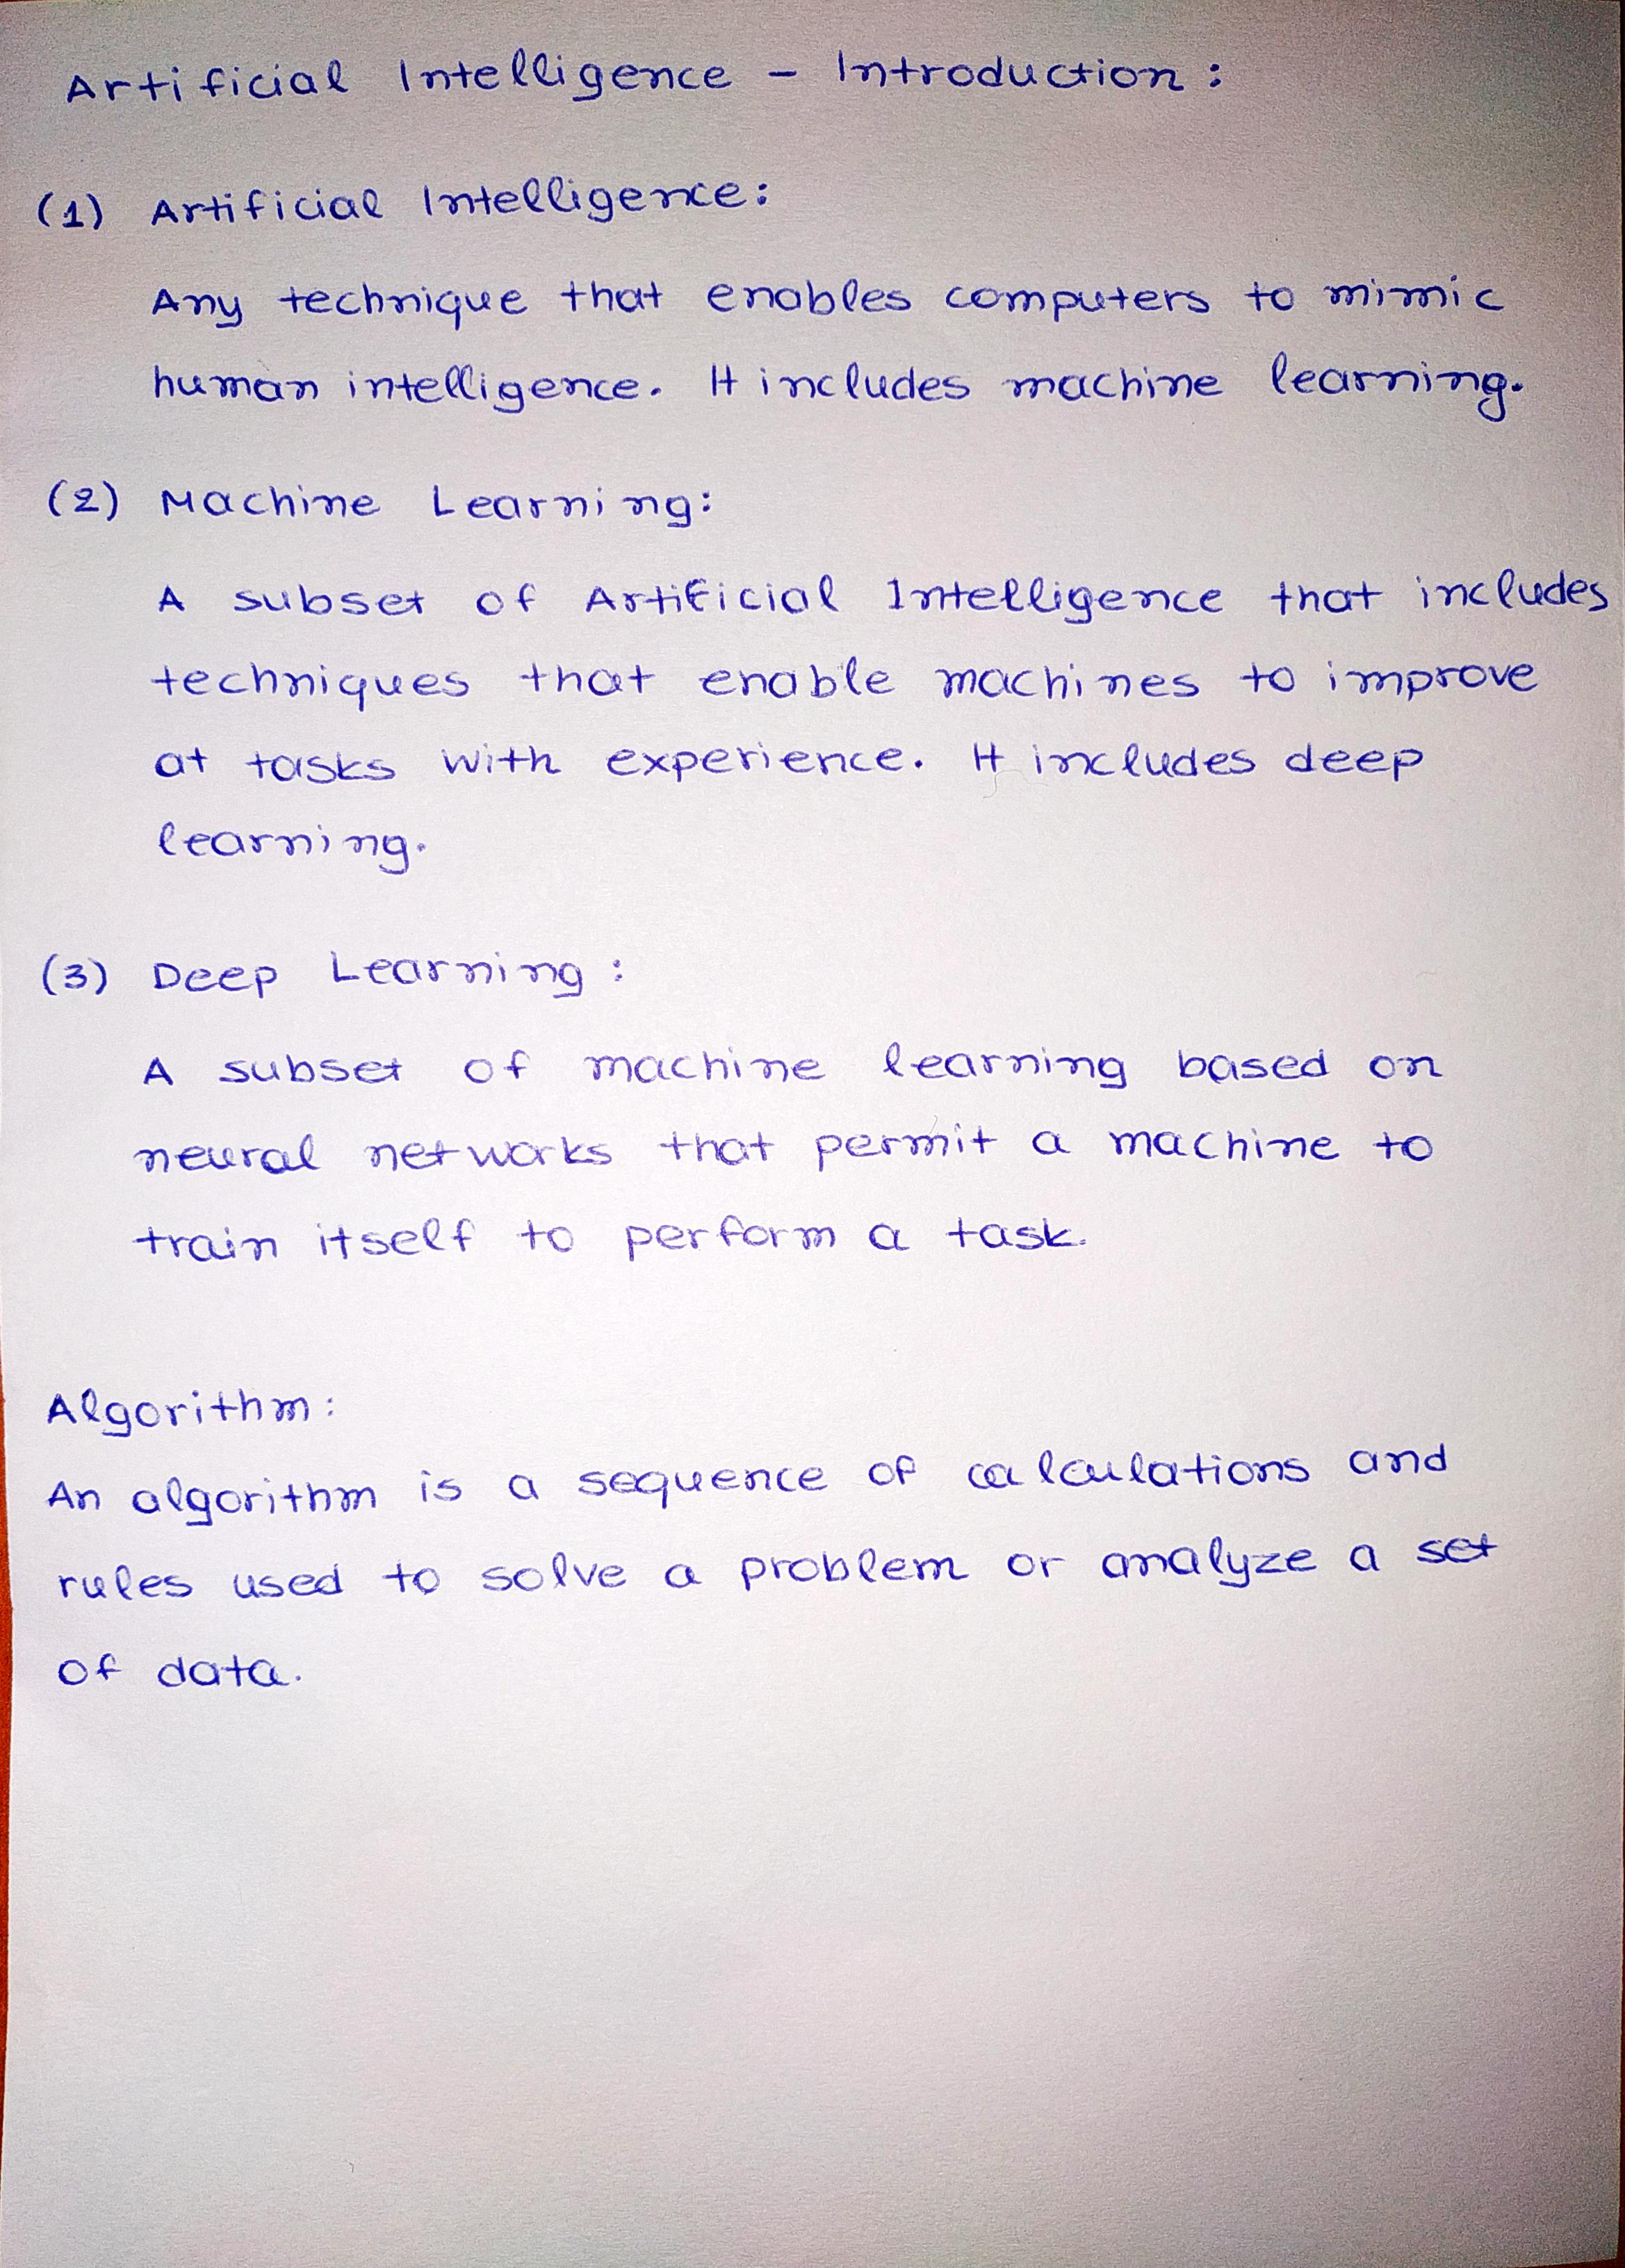 Artificial Intelligence - Introduction:
(1) Artificial Intelligence:
Any technique that enables computers to mimic
human intelligence. It includes machine learning.
(2) Machine Learning:
A subset of Artificial Intelligence that includes
techniques that enable machines to improve
at tasks with experience. It includes deep
learning.
(3) Deep Learning:
A subset of machine learning based on
neural networks that permit a machine to
train itself to perform a task.
Algorithm:
An algorithm is a sequence of calculations and
rules used to solve a problem or analyze a set
of data.